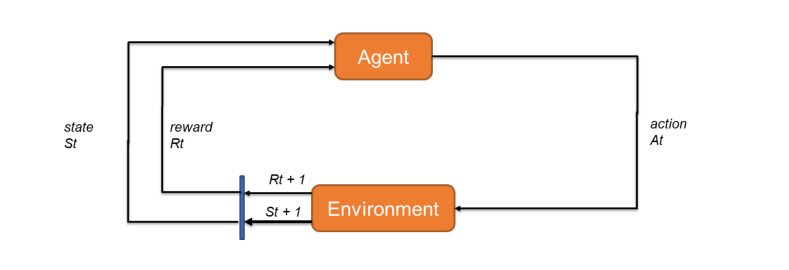 Agent
state
St
reward
Rt
action
At
Rt + 1
St + 1
Environment